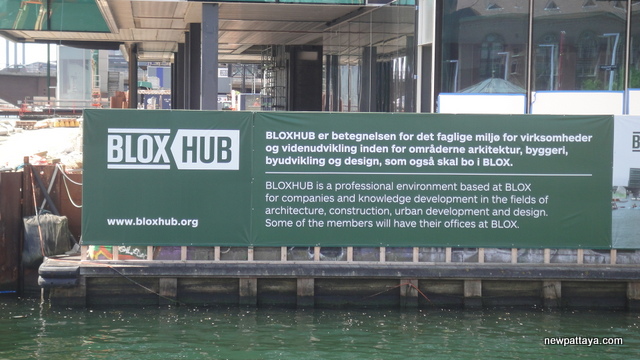 BLOX HUB
www.bloxhub.org
BLOXHUB er betegnelsen for det faglige miljø for virksomheder
og videnudvikling inden for områderne arkitektur, byggeri,
byudvikling og design, som også skal bo i BLOX.
BLOXHUB is a professional environment based at BLOX
for companies and knowledge development in the fields of
architecture, construction, urban development and design.
Some of the members will have their offices at BLOX.
B
newpattaya.com